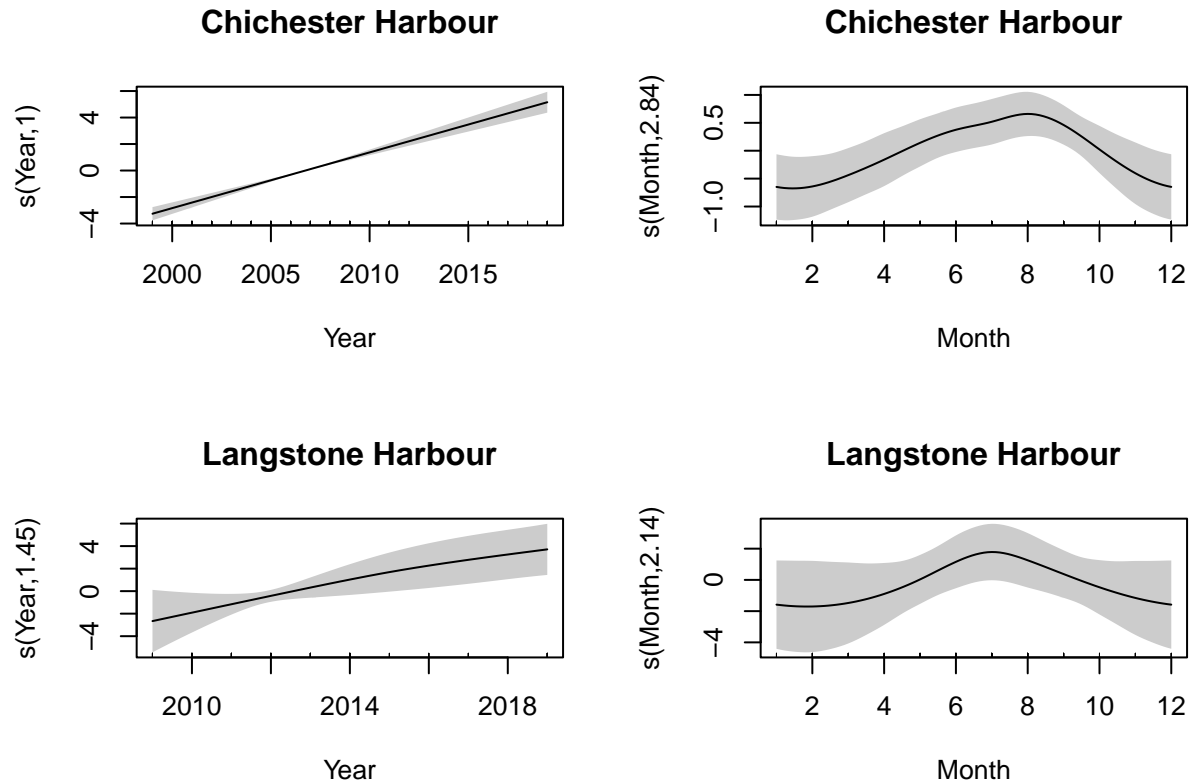 Chichester Harbour
s(Year,1)
4
0
−4
2000 2005 2010 2015
Year
Chichester Harbour
s(Month,2.84)
0.5
−1.0
2 4 6 8 10 12
Month
Langstone Harbour
s(Year,1.45)
4
0
−4
2010 2014 2018
Year
Langstone Harbour
s(Month,2.14)
0
−4
2 4 6 8 10 12
Month